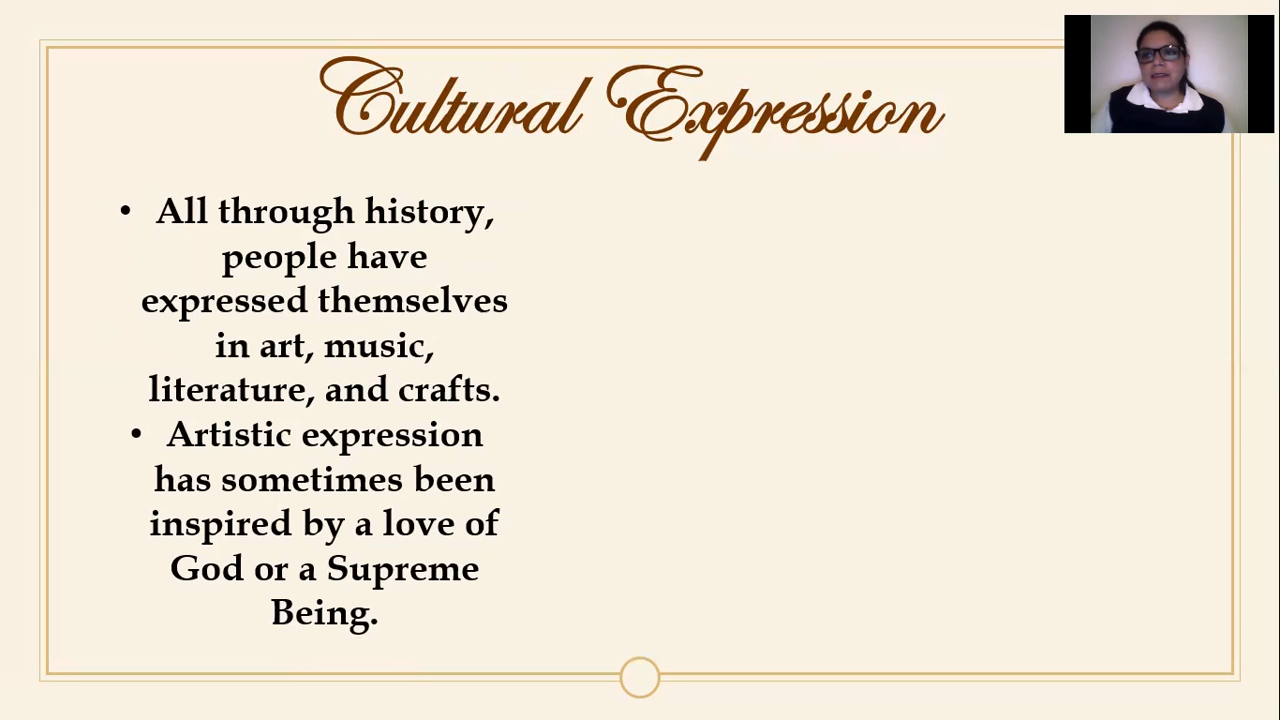 Cultural Expression
• All through history,
people have
expressed themselves
in art, music,
literature, and crafts.
• Artistic expression
has sometimes been
inspired by a love of
God or a Supreme
Being.